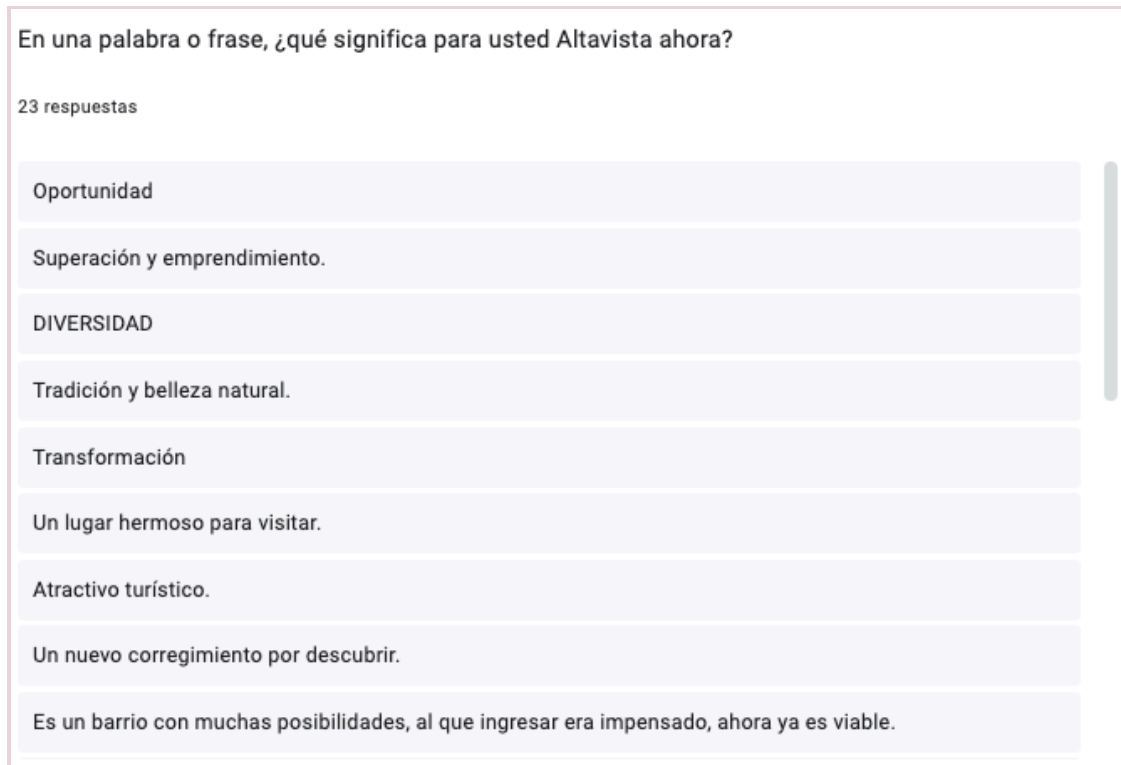 En una palabra o frase, ¿qué significa para usted Altavista ahora?
23 respuestas
Oportunidad
Superación y emprendimiento.
DIVERSIDAD
Tradición y belleza natural.
Transformación
Un lugar hermoso para visitar.
Atractivo turístico.
Un nuevo corregimiento por descubrir.
Es un barrio con muchas posibilidades, al que ingresar era impensado, ahora ya es viable.